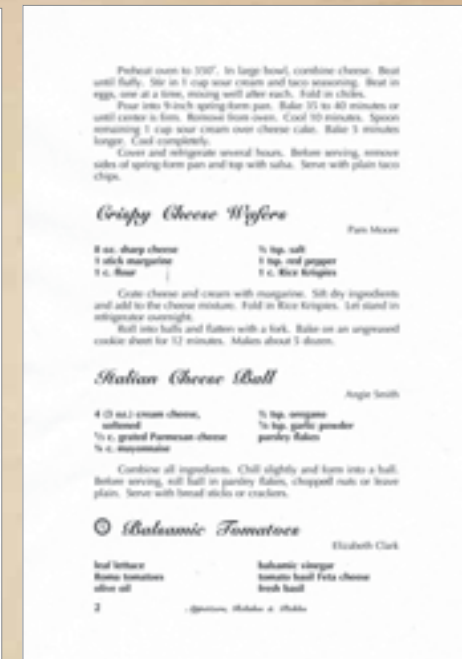 Preheat oven to 350°. In large bowl, combine cheese. Beat
until fluffy. Stir in 1 cup sour cream and taco seasoning. Beat in
eggs, one at a time, mixing well after each. Fold in chiles.
Pour into 9-inch spring-form pan. Bake 35 to 40 minutes or
until center is firm. Remove from oven. Cool 10 minutes. Spoon
remaining 1 cup sour cream over cheese cake. Bake 5 minutes
longer. Cool completely.
Cover and refrigerate several hours. Before serving, remove
sides of spring-form pan and top with salsa. Serve with plain taco
chips.
Crispy Cheese Wafers
Pam Moore
8 oz. sharp cheese
1 stick margarine
1 c. flour
tsp. salt
1 tsp. red pepper
1 c. Rice Krispies
Grate cheese and cream with margarine. Sift dry ingredients
and add to the cheese mixture. Fold in Rice Krispies. Let stand in
refrigerator overnight.
Roll into balls and flatten with a fork. Bake on an ungreased
cookie sheet for 12 minutes. Makes about 5 dozen.
Italian Cheese Ball
Angie Smith
4 (3 oz.) cream cheese,
softened
c. grated Parmesan cheese
c. mayonnaise
tsp. oregano
tsp. garlic powder
parsley flakes
Combine all ingredients. Chill slightly and form into a ball.
Before serving, roll ball in parsley flakes, chopped nuts or leave
plain. Serve with bread sticks or crackers.
Balsamic Tomatoes
Elizabeth Clark
leaf lettuce
Roma tomatoes
olive oil
balsamic vinegar
tomato basil Feta cheese
fresh basil
2 Appetizers, Relishes & Pickles